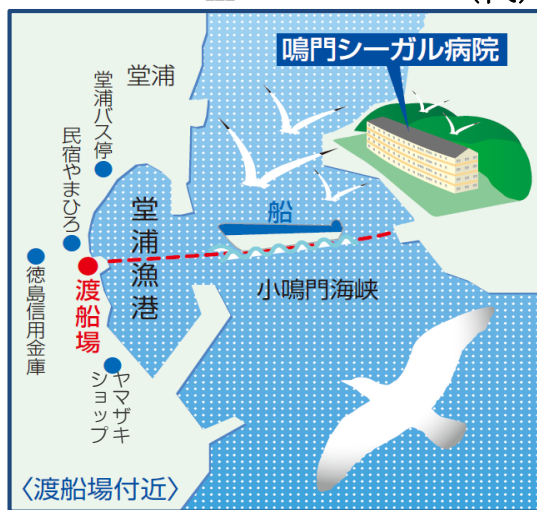 鳴門シーガル病院
堂浦
堂浦バス停
民宿やまひろ
徳島信用金庫
渡船場
堂浦漁港
船
小鳴門海峡
ヤマザキ
ショップ
〈渡船場付近〉